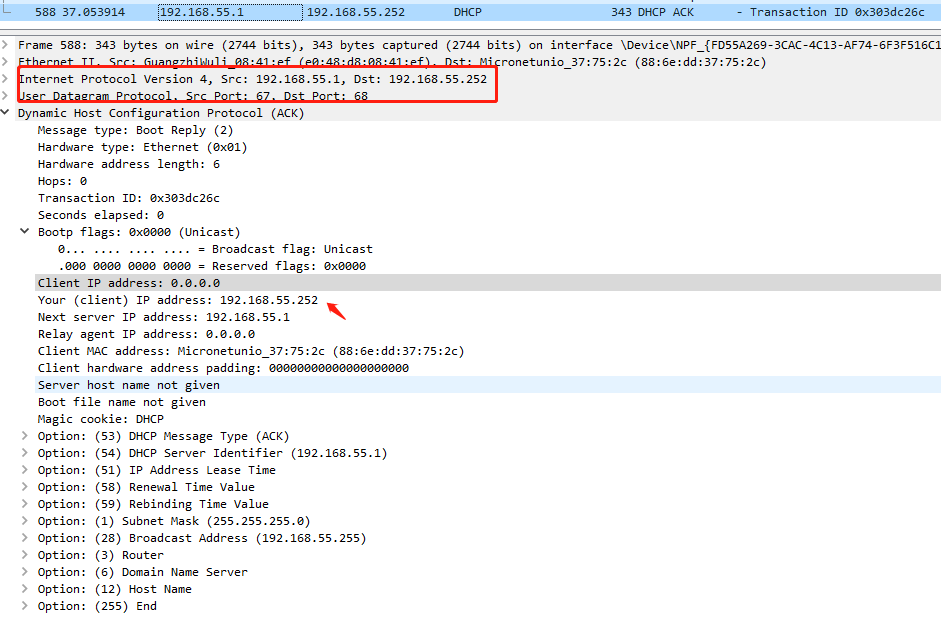 588 37.053914 192.168.55.1 192.168.55.252 DHCP 343 DHCP ACK - Transaction ID 0x303dc26c
Frame 588: 343 bytes on wire (2744 bits), 343 bytes captured (2744 bits) on interface \Device\NPF_{FD55A269-3CAC-4C13-AF74-6F3F516C1
Ethernet II, Src: GuangzhiWuli_08:41:ef (e0:48:d8:08:41:ef), Dst: Micronetunio_37:75:2c (88:6e:dd:37:75:2c)
Internet Protocol Version 4, Src: 192.168.55.1, Dst: 192.168.55.252
User Datagram Protocol, Src Port: 67, Dst Port: 68
Dynamic Host Configuration Protocol (ACK)
Message type: Boot Reply (2)
Hardware type: Ethernet (0x01)
Hardware address length: 6
Hops: 0
Transaction ID: 0x303dc26c
Seconds elapsed: 0
Bootp flags: 0x0000 (Unicast)
0... .... .... .... = Broadcast flag: Unicast
.000 0000 0000 0000 = Reserved flags: 0x0000
Client IP address: 0.0.0.0
Your (client) IP address: 192.168.55.252
Next server IP address: 192.168.55.1
Relay agent IP address: 0.0.0.0
Client MAC address: Micronetunio_37:75:2c (88:6e:dd:37:75:2c)
Client hardware address padding: 00000000000000000000
Server host name not given
Boot file name not given
Magic cookie: DHCP
Option: (53) DHCP Message Type (ACK)
Option: (54) DHCP Server Identifier (192.168.55.1)
Option: (51) IP Address Lease Time
Option: (58) Renewal Time Value
Option: (59) Rebinding Time Value
Option: (1) Subnet Mask (255.255.255.0)
Option: (28) Broadcast Address (192.168.55.255)
Option: (3) Router
Option: (6) Domain Name Server
Option: (12) Host Name
Option: (255) End